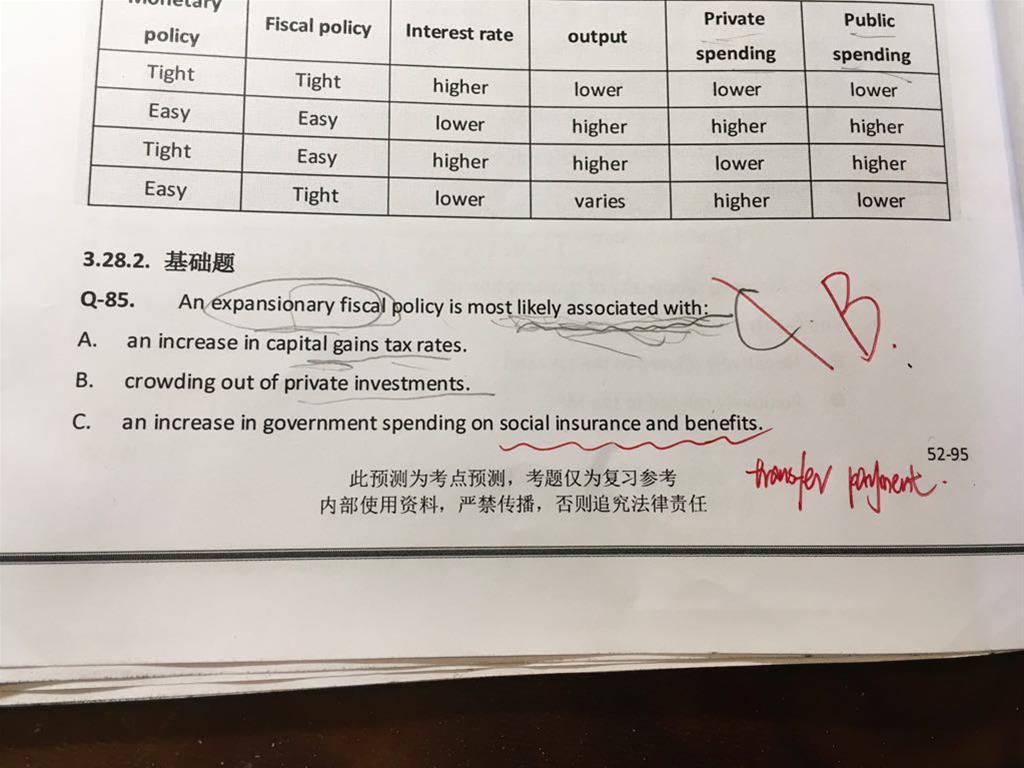 Monetary policy Fiscal policy Interest rate output Private spending Public spending
Tight Tight higher lower lower lower
Easy Easy lower higher higher higher
Tight Easy higher higher lower higher
Easy Tight lower varies higher lower
3.28.2. 基础题
Q-85. An expansionary fiscal policy is most likely associated with: C B.
A. an increase in capital gains tax rates.
B. crowding out of private investments.
C. an increase in government spending on social insurance and benefits.
52-95
此预测为考点预测，考题仅为复习参考
transfer payment.
内部使用资料，严禁传播，否则追究法律责任